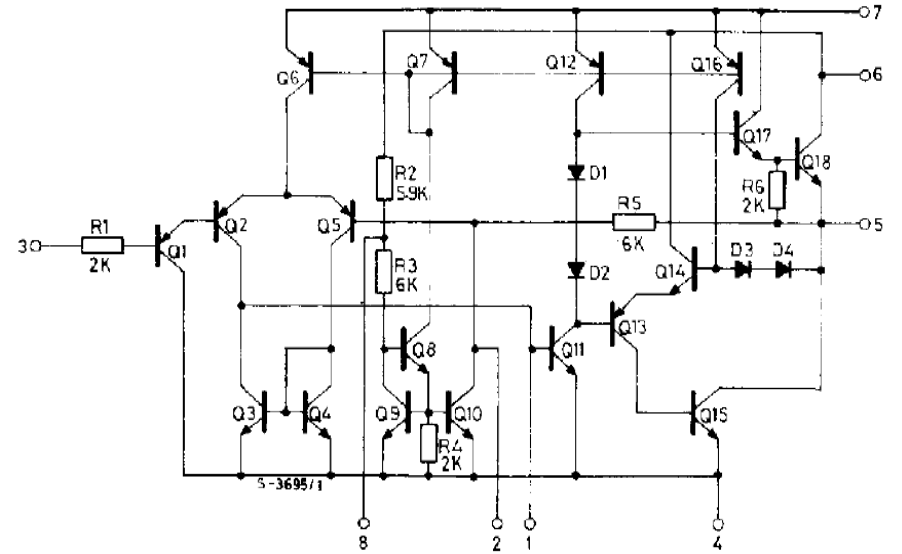 7
Q6
Q7
Q12
Q16
6
Q17
Q18
R2
5.9K
D1
R6
2K
R1
3
2K
Q1
Q2
Q5
R5
6K
5
R3
6K
D2
Q14
D3
D4
Q8
Q11
Q13
Q3
Q4
Q9
Q10
R4
2K
Q15
S-3695/1
8
2
1
4